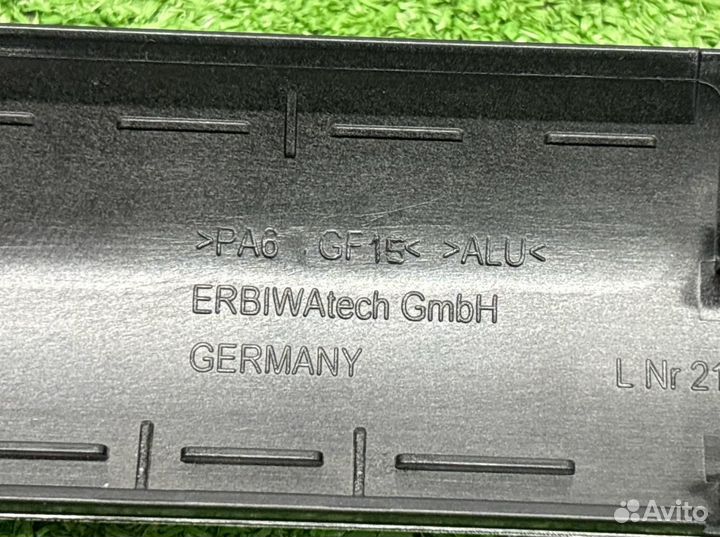 >PA6 GF15< >ALU<
ERBIWAtech GmbH
GERMANY
L Nr 21
Avito